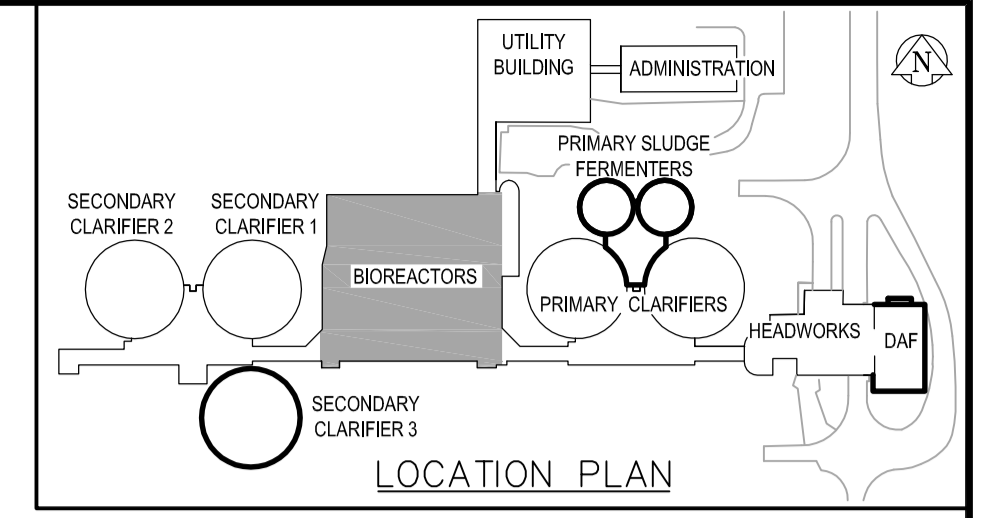 UTILITY
BUILDING
ADMINISTRATION
N
PRIMARY SLUDGE
FERMENTERS
SECONDARY
CLARIFIER 2
SECONDARY
CLARIFIER 1
BIOREACTORS
PRIMARY CLARIFIERS
HEADWORKS
DAF
SECONDARY
CLARIFIER 3
LOCATION PLAN